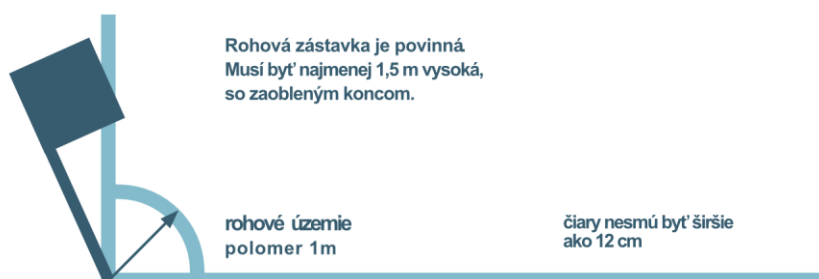 Rohová zástavka je povinná.
Musí byť najmenej 1,5 m vysoká,
so zaobleným koncom.
rohové územie
polomer 1m
čiary nesmú byť širšie
ako 12 cm